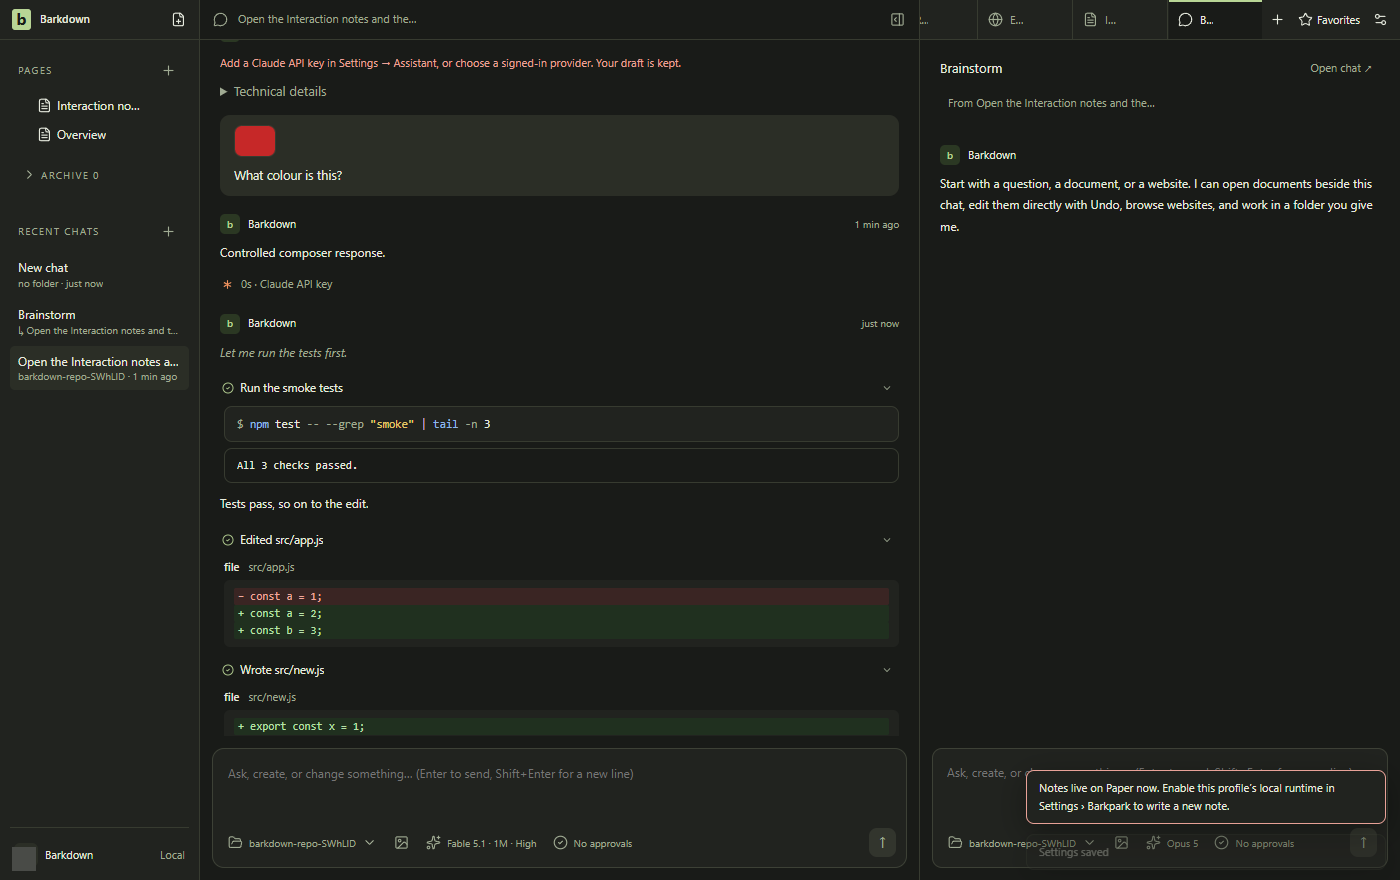 b Barkdown
PAGES
Interaction no...
Overview
ARCHIVE 0
RECENT CHATS
New chat
no folder · just now
Brainstorm
↳ Open the Interaction notes and t...
Open the Interaction notes a...
barkdown-repo-SWhLID · 1 min ago
Barkdown Local
Open the Interaction notes and the...
Add a Claude API key in Settings → Assistant, or choose a signed-in provider. Your draft is kept.
Technical details
What colour is this?
b Barkdown 1 min ago
Controlled composer response.
0s · Claude API key
b Barkdown just now
Let me run the tests first.
Run the smoke tests
$ npm test -- --grep "smoke" | tail -n 3
All 3 checks passed.
Tests pass, so on to the edit.
Edited src/app.js
file src/app.js
- const a = 1;
+ const a = 2;
+ const b = 3;
Wrote src/new.js
file src/new.js
+ export const x = 1;
Ask, create, or change something... (Enter to send, Shift+Enter for a new line)
barkdown-repo-SWhLID Fable 5.1 · 1M · High No approvals
E... I... B... Favorites
Brainstorm Open chat ↗
From Open the Interaction notes and the...
b Barkdown
Start with a question, a document, or a website. I can open documents beside this
chat, edit them directly with Undo, browse websites, and work in a folder you give
me.
Ask, create, or
Notes live on Paper now. Enable this profile's local runtime in
Settings › Barkpark to write a new note.
barkdown-repo-SWhLID Opus 5 No approvals
Settings saved